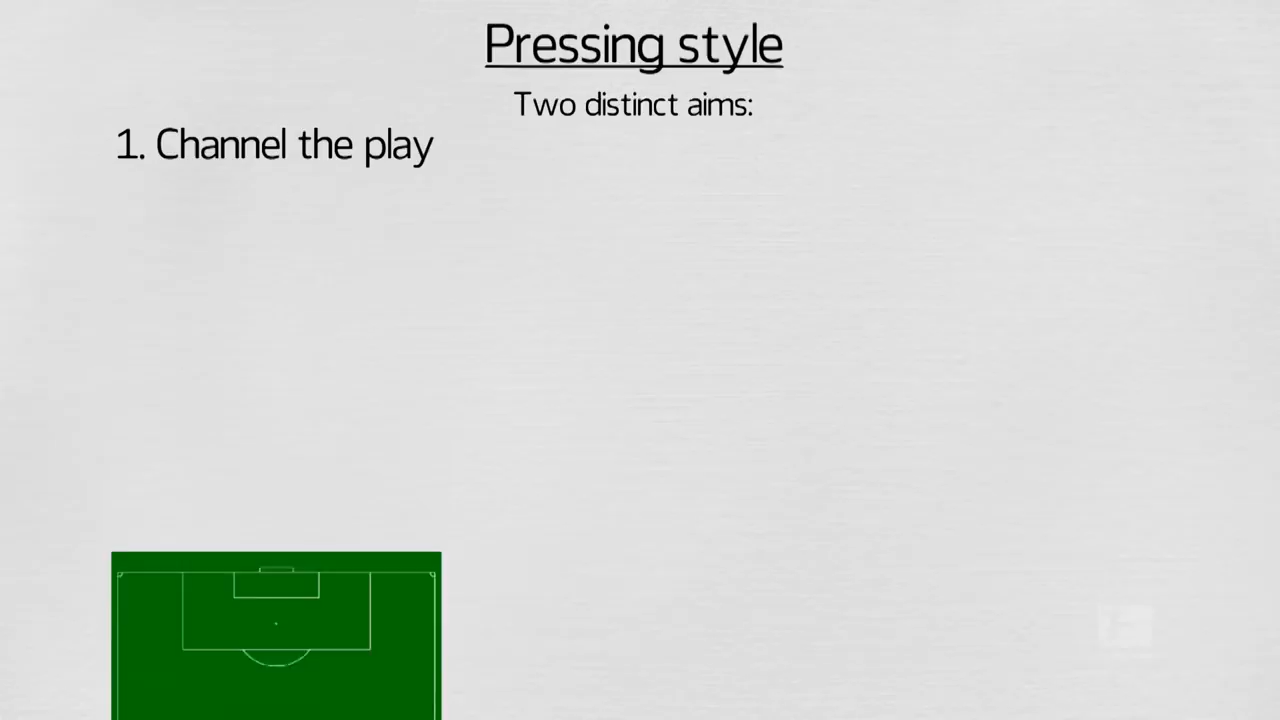 Pressing style
Two distinct aims:
1. Channel the play